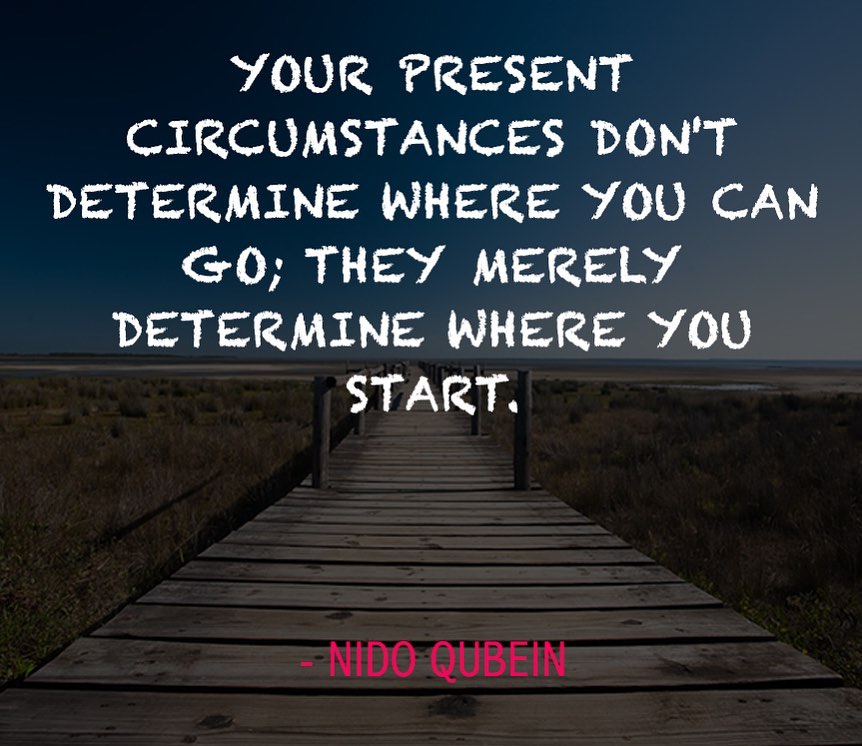 YOUR PRESENT
CIRCUMSTANCES DON'T
DETERMINE WHERE YOU CAN
GO; THEY MERELY
DETERMINE WHERE YOU
START.
- NIDO QUBEIN